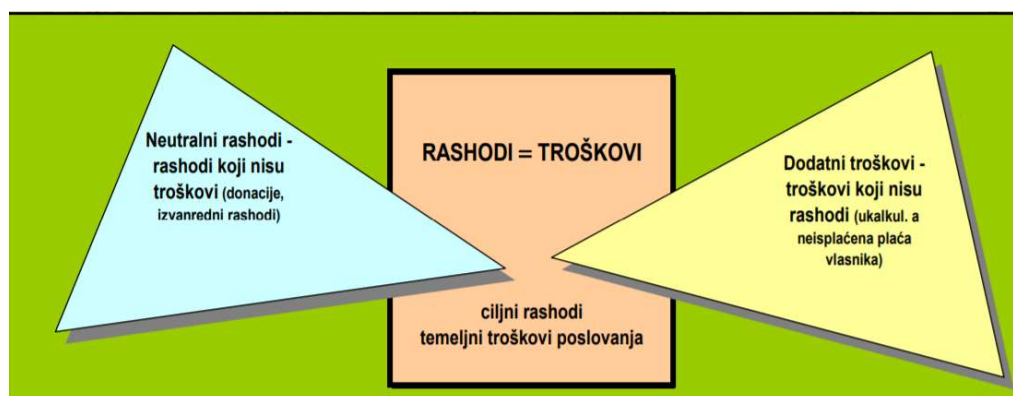 Neutralni rashodi -
rashodi koji nisu
troškovi (donacije,
izvanredni rashodi)
RASHODI = TROŠKOVI
ciljni rashodi
temeljni troškovi poslovanja
Dodatni troškovi -
troškovi koji nisu
rashodi (ukalkul. a
neisplaćena plaća
vlasnika)